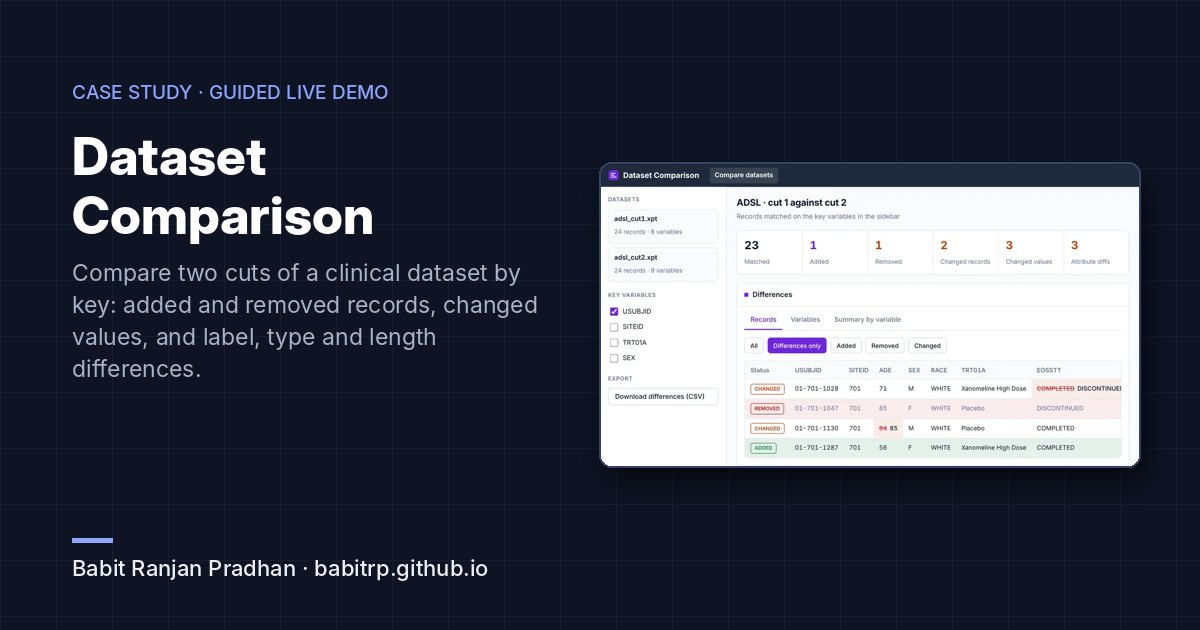 CASE STUDY · GUIDED LIVE DEMO
Dataset
Comparison
Compare two cuts of a clinical dataset by
key: added and removed records, changed
values, and label, type and length
differences.
Babit Ranjan Pradhan · babitrp.github.io
Dataset Comparison Compare datasets
DATASETS
adsl_cut1.xpt
24 records · 8 variables
adsl_cut2.xpt
24 records · 9 variables
KEY VARIABLES
USUBJID
SITEID
TRT01A
SEX
EXPORT
Download differences (CSV)
ADSL · cut 1 against cut 2
Records matched on the key variables in the sidebar
23 1 1 2 3 3
Matched Added Removed Changed records Changed values Attribute diffs
Differences
Records Variables Summary by variable
All Differences only Added Removed Changed
Status USUBJID SITEID AGE SEX RACE TRT01A EOSSTT
CHANGED 01-701-1028 701 71 M WHITE Xanomeline High Dose COMPLETED DISCONTINUED
REMOVED 01-701-1047 701 85 F WHITE Placebo DISCONTINUED
CHANGED 01-701-1130 701 84 85 M WHITE Placebo COMPLETED
ADDED 01-701-1287 701 56 F WHITE Xanomeline High Dose COMPLETED